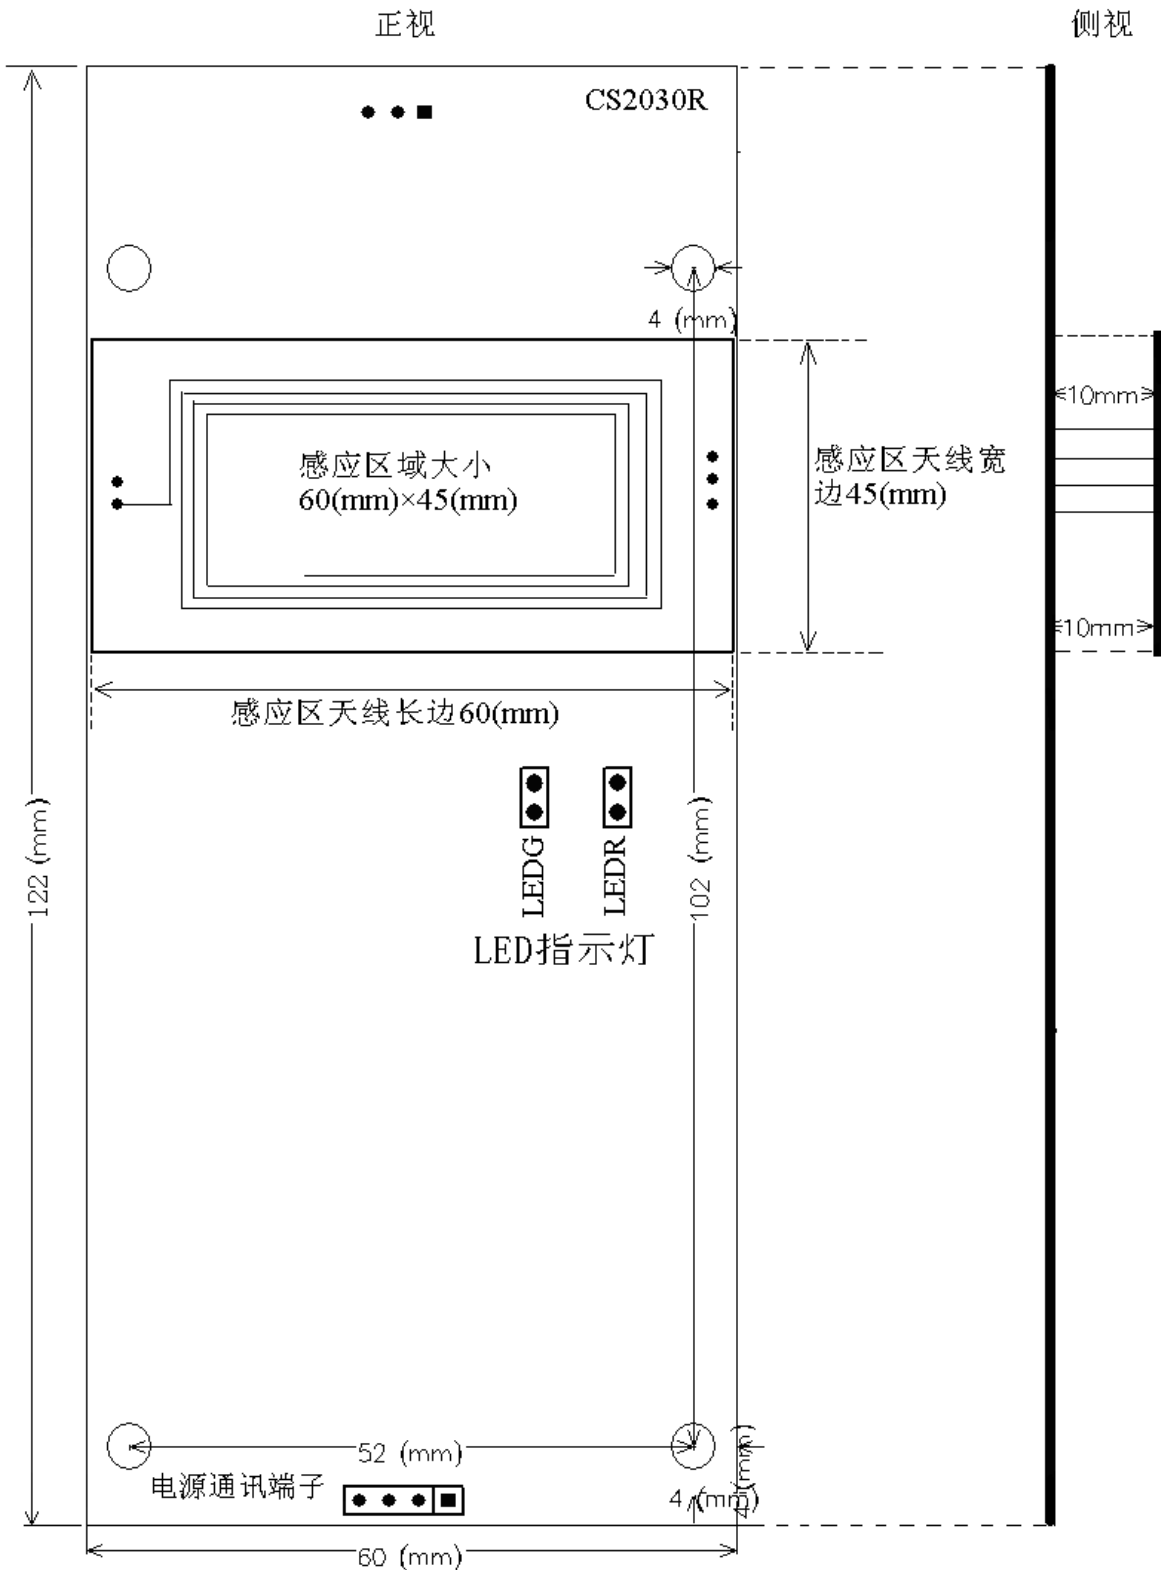 正视
侧视
CS2030R
4 (mm)
10mm
感应区域大小
60(mm)×45(mm)
感应区天线宽
边45(mm)
10mm
感应区天线长边60(mm)
122 (mm)
102 (mm)
LEDG
LEDR
LED指示灯
52 (mm)
电源通讯端子
4 (mm)
4 (mm)
60 (mm)